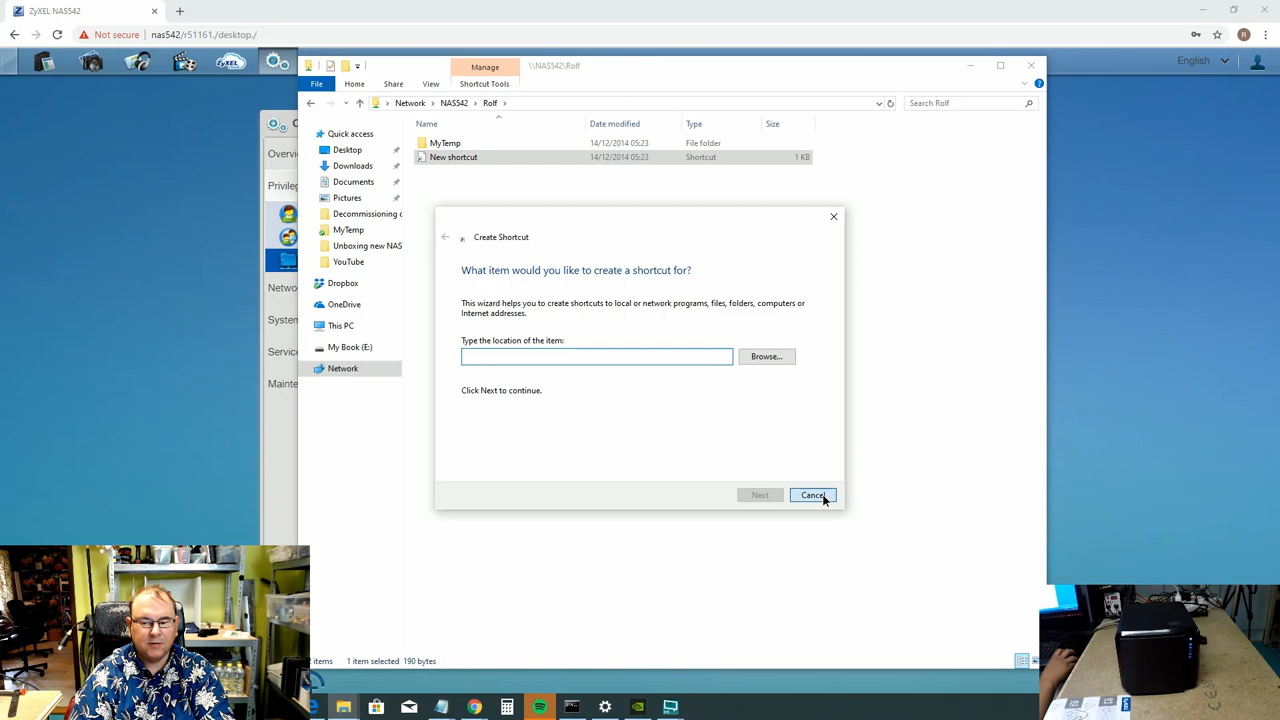 ZyXEL NAS542
Not secure nas542/r51161,/desktop,/
R
English
Manage
\\NAS542\Rolf
File Home Share View Shortcut Tools
Network NAS542 Rolf
Search Rolf
Name Date modified Type Size
MyTemp 14/12/2014 05:23 File folder
New shortcut 14/12/2014 05:23 Shortcut 1 KB
Quick access
Desktop
Downloads
Documents
Pictures
Decommissioning
MyTemp
Unboxing new NAS
YouTube
Dropbox
OneDrive
This PC
My Book (E:)
Network
Overv
Privileg
Netwo
System
Service
Mainte
Create Shortcut
What item would you like to create a shortcut for?
This wizard helps you to create shortcuts to local or network programs, files, folders, computers or
Internet addresses.
Type the location of the item:
Browse...
Click Next to continue.
Next Cancel
items 1 item selected 190 bytes